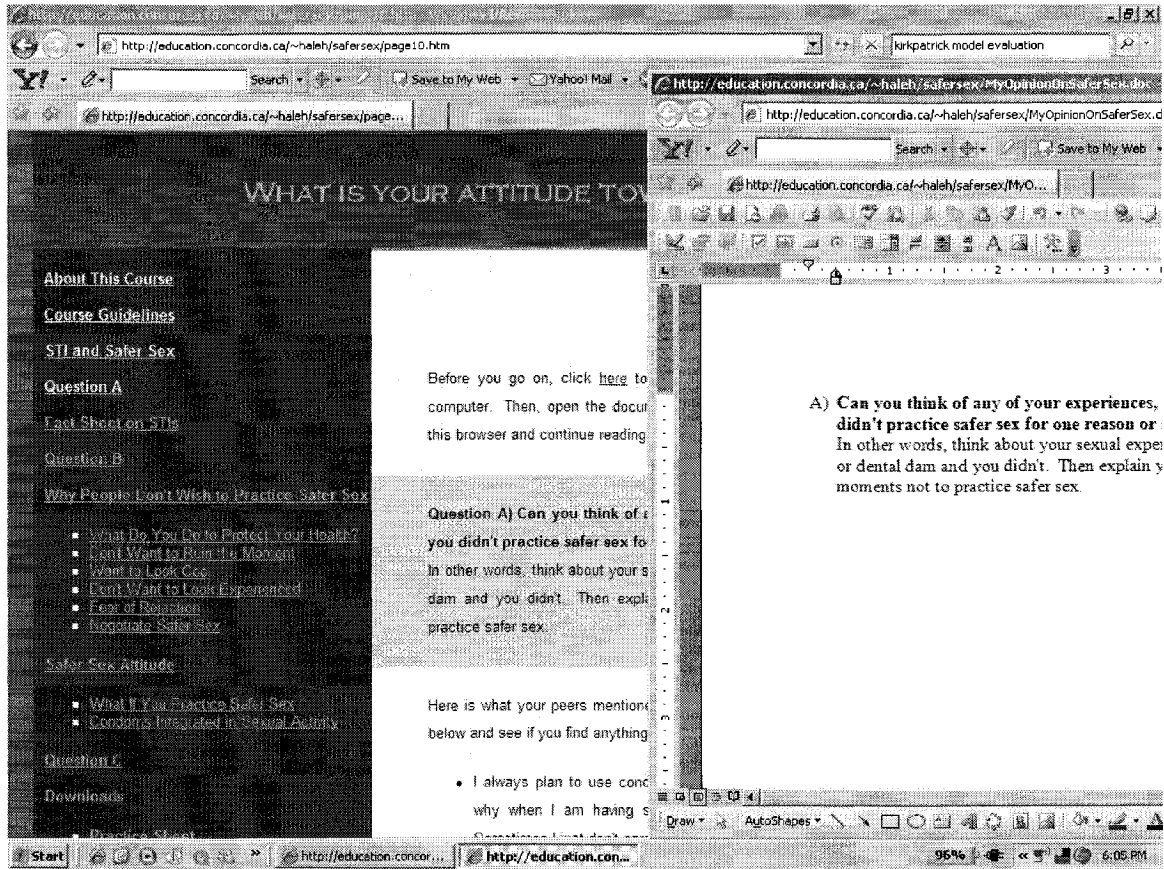 http://education.concordia.ca/~haleh/safersex/page10.htm
kirkpatrick model evaluation
Search
Save to My Web
Yahoo! Mail
http://education.concordia.ca/~haleh/safersex/page...
WHAT IS YOUR ATTITUDE TOW
About This Course
Course Guidelines
STI and Safer Sex
Question A
Fact Sheet on STIs
Question B
Why People Don't Wish to Practice Safer Sex
What Do You Do to Protect Your Health?
Don't Want to Ruin the Moment
Want to Look Coo
Don't Want to Look Experienced
Fear of Rejection
Negotiate Safer Sex
Safer Sex Attitude
What If You Practice Safer Sex
Condoms Integrated in Sexual Activity
Question C
Downloads
Practice Sheet
Before you go on, click here to
computer. Then, open the docu
this browser and continue reading
Question A) Can you think of a
you didn't practice safer sex fo
In other words, think about your s
dam and you didn't. Then expla
practice safer sex.
Here is what your peers mentione
below and see if you find anything
I always plan to use conc
why when I am having s
http://education.concordia.ca/~haleh/safersex/MyOpinionOnSaferSex.doc
http://education.concordia.ca/~haleh/safersex/MyOpinionOnSaferSex.d
Search
Save to My Web
http://education.concordia.ca/~haleh/safersex/MyO...
1 2 3
A) Can you think of any of your experiences,
didn't practice safer sex for one reason or
In other words, think about your sexual exper
or dental dam and you didn't. Then explain y
moments not to practice safer sex.
Draw
AutoShapes
Start
http://education.concor...
http://education.con...
96%
6:05 PM